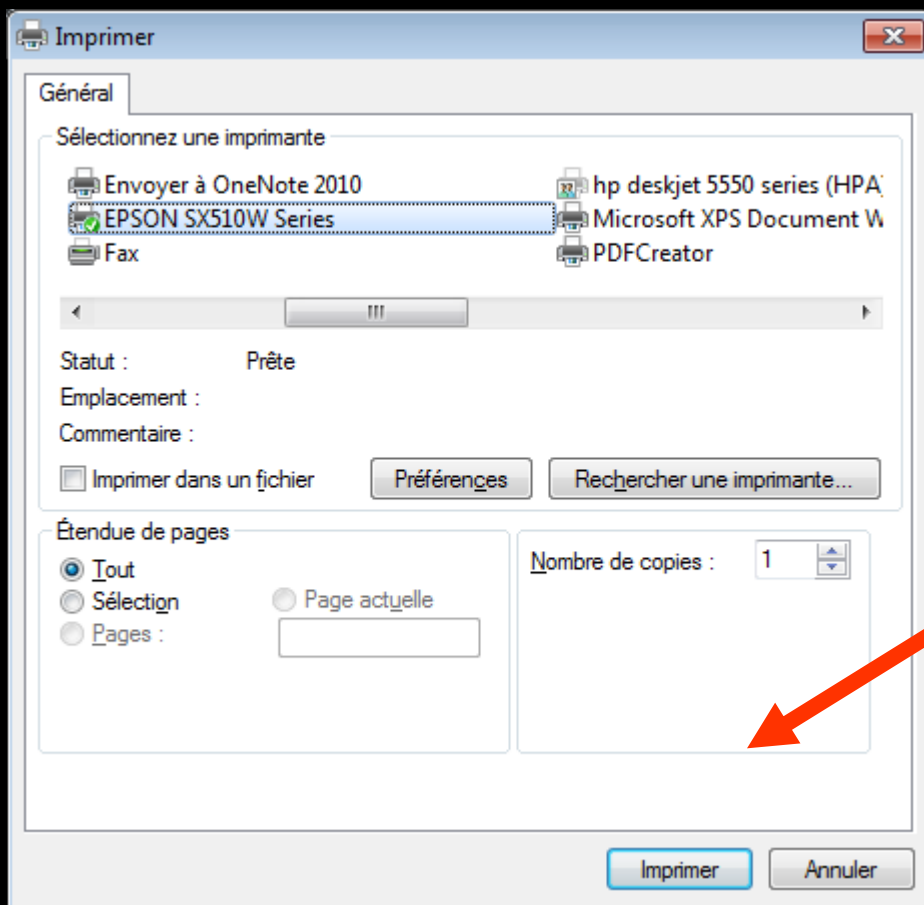 Imprimer
Général
Sélectionnez une imprimante
Envoyer à OneNote 2010
hp deskjet 5550 series (HPA
EPSON SX510W Series
Microsoft XPS Document W
Fax
PDFCreator
Statut : Prête
Emplacement :
Commentaire :
Imprimer dans un fichier
Préférences
Rechercher une imprimante...
Étendue de pages
Tout
Nombre de copies : 1
Sélection
Page actuelle
Pages :
Imprimer
Annuler